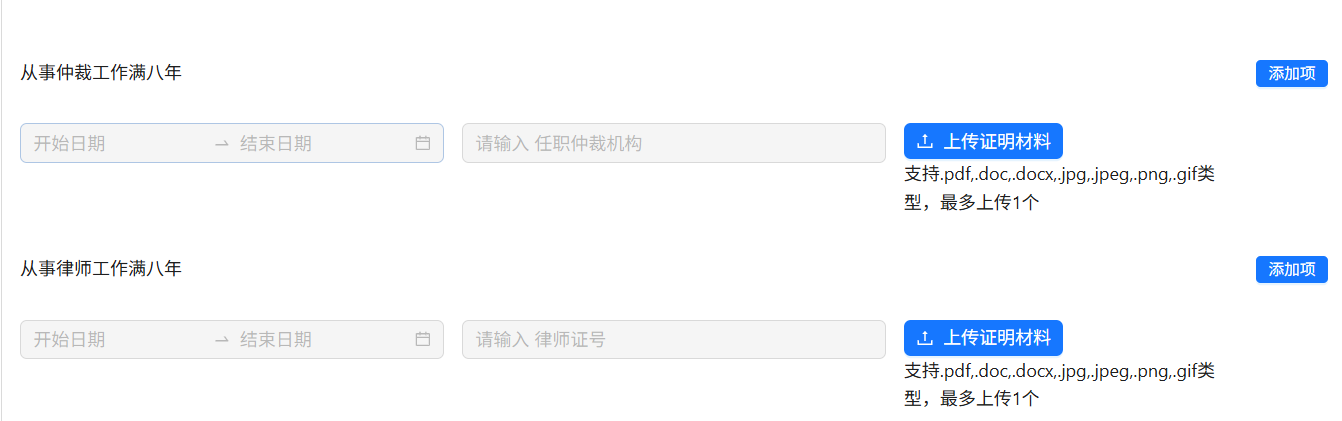 从事仲裁工作满八年 添加项
开始日期 → 结束日期 请输入 任职仲裁机构 上传证明材料
支持.pdf,.doc,.docx,.jpg,.jpeg,.png,.gif类
型，最多上传1个
从事律师工作满八年 添加项
开始日期 → 结束日期 请输入 律师证号 上传证明材料
支持.pdf,.doc,.docx,.jpg,.jpeg,.png,.gif类
型，最多上传1个